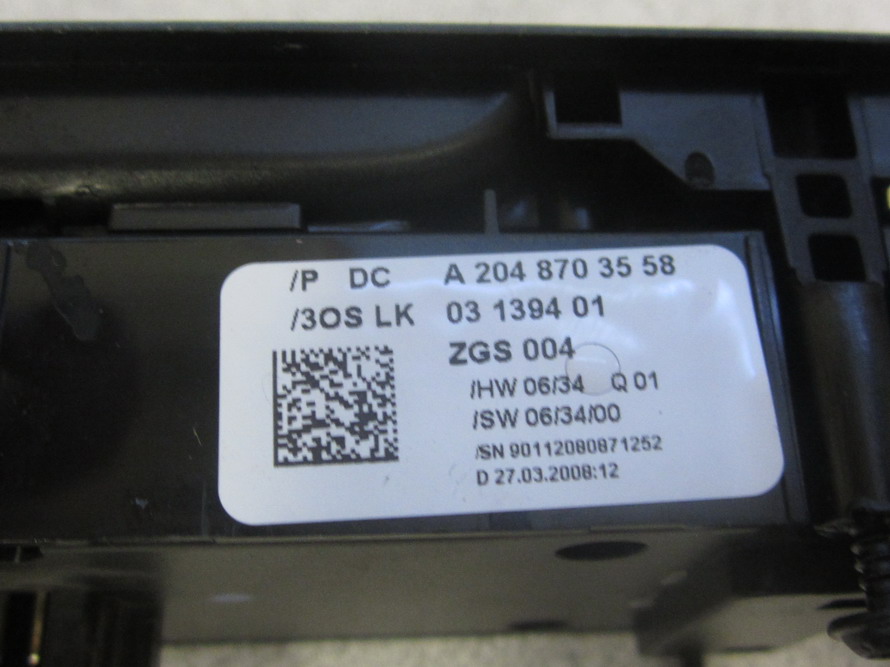 /P DC A 204 870 35 58
/3OS LK 03 1394 01
ZGS 004
/HW 06/34 Q 01
/SW 06/34/00
/SN 90112080871252
D 27.03.2008:12